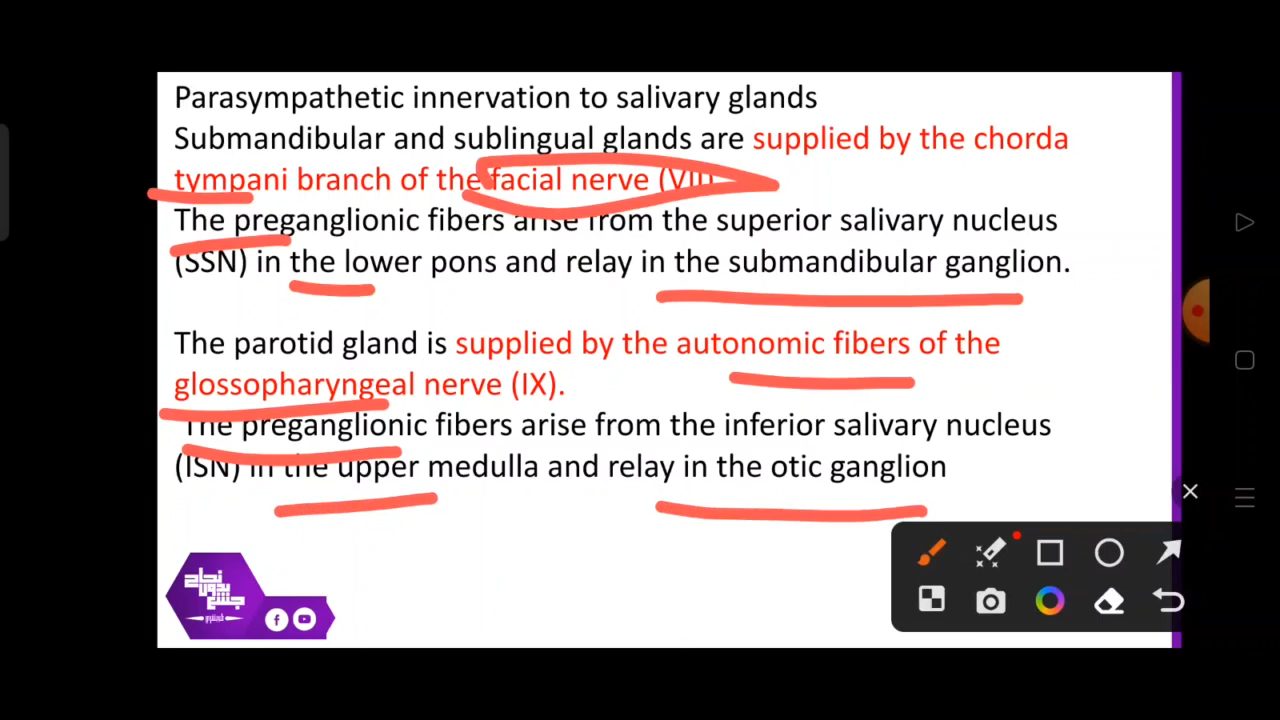 Parasympathetic innervation to salivary glands
Submandibular and sublingual glands are supplied by the chorda
tympani branch of the facial nerve (VII)
The preganglionic fibers arise from the superior salivary nucleus
(SSN) in the lower pons and relay in the submandibular ganglion.
The parotid gland is supplied by the autonomic fibers of the
glossopharyngeal nerve (IX).
The preganglionic fibers arise from the inferior salivary nucleus
(ISN) in the upper medulla and relay in the otic ganglion